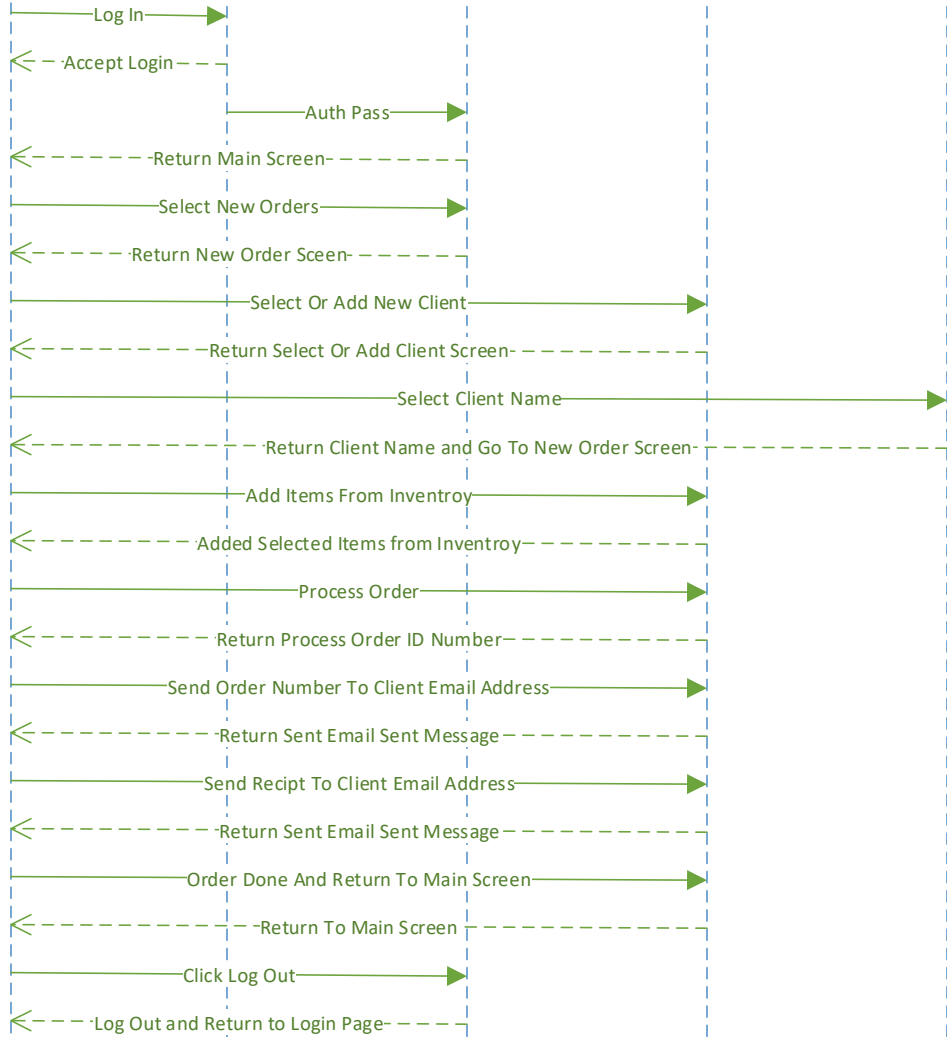 Log In
Accept Login
Auth Pass
Return Main Screen
Select New Orders
Return New Order Sceen
Select Or Add New Client
Return Select Or Add Client Screen
Select Client Name
Return Client Name and Go To New Order Screen
Add Items From Inventroy
Added Selected Items from Inventroy
Process Order
Return Process Order ID Number
Send Order Number To Client Email Address
Return Sent Email Sent Message
Send Recipt To Client Email Address
Return Sent Email Sent Message
Order Done And Return To Main Screen
Return To Main Screen
Click Log Out
Log Out and Return to Login Page